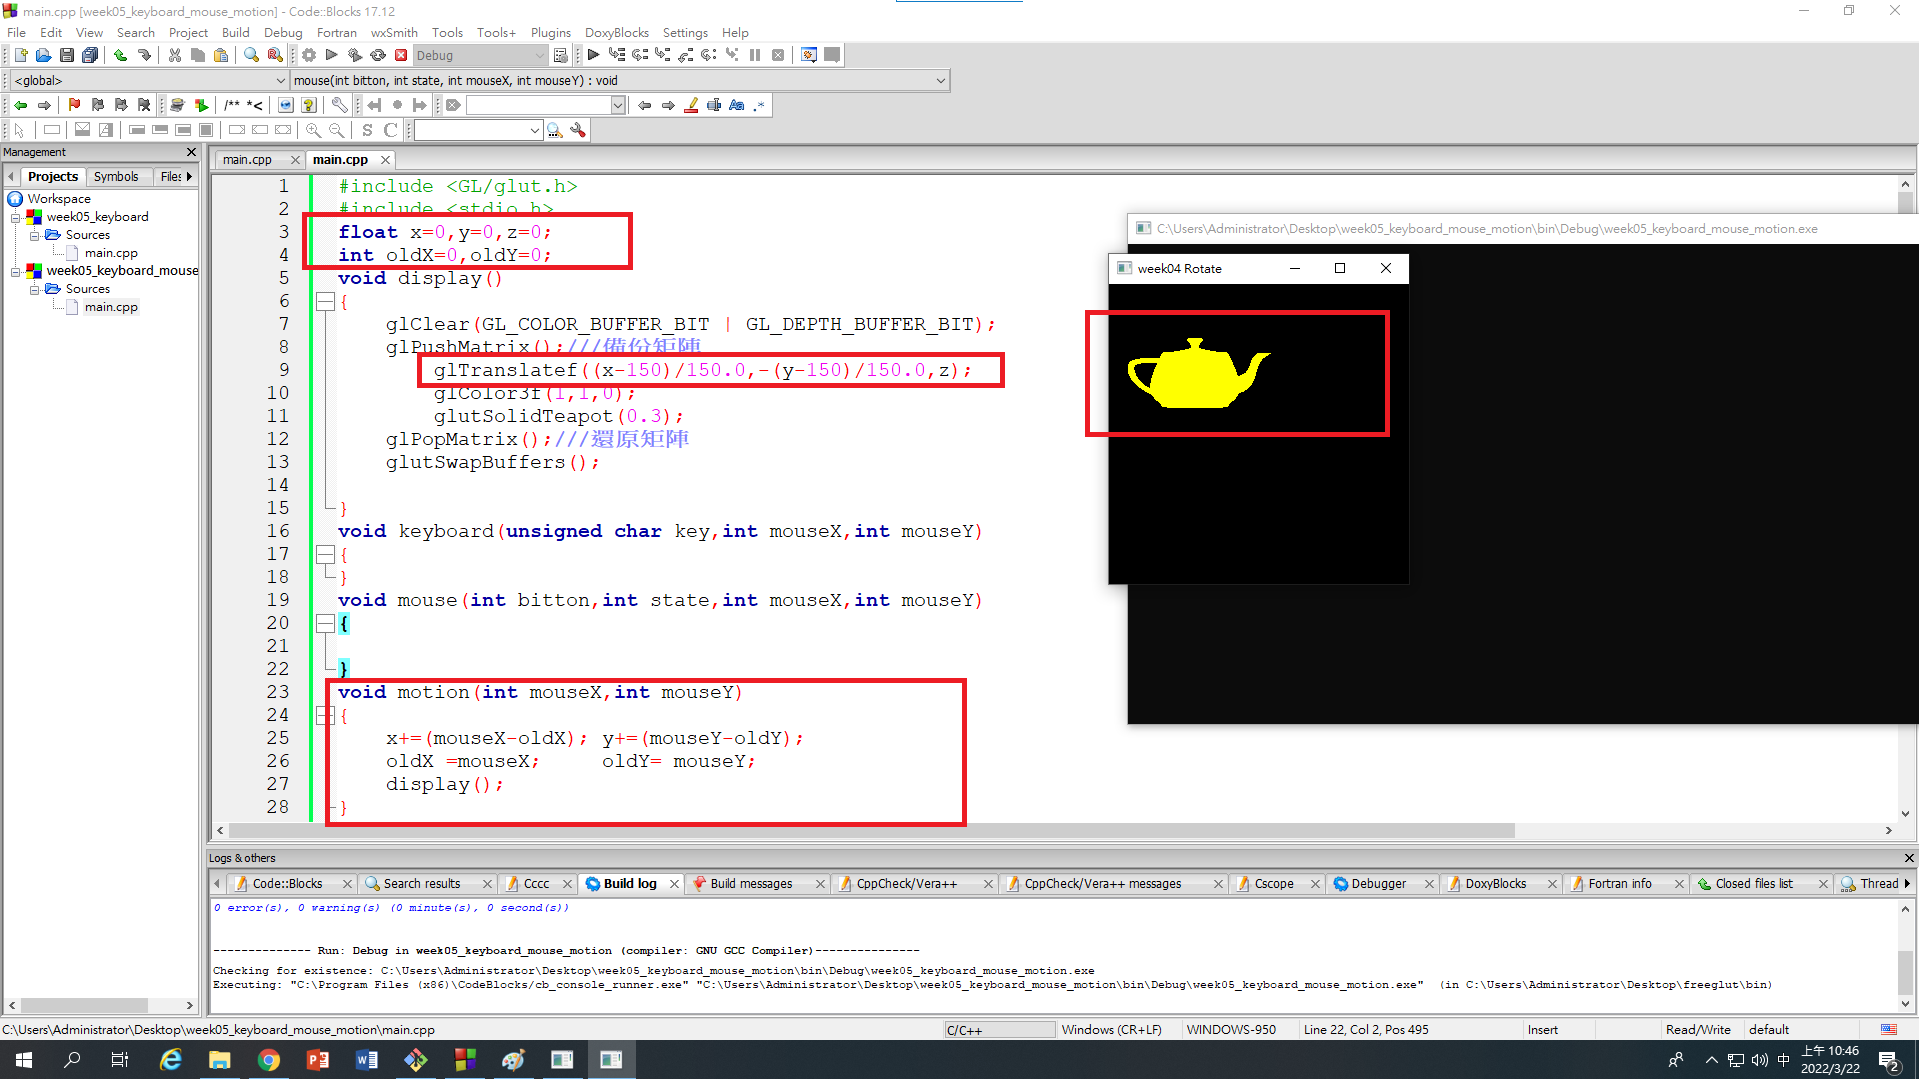 main.cpp [week05_keyboard_mouse_motion] - Code::Blocks 17.12
File Edit View Search Project Build Debug Fortran wxSmith Tools Tools+ Plugins DoxyBlocks Settings Help
Debug
<global>
mouse(int bitton, int state, int mouseX, int mouseY) : void
/** *<
Aa .*
S C
Management
Projects Symbols Files
Workspace
week05_keyboard
Sources
main.cpp
week05_keyboard_mouse
Sources
main.cpp
main.cpp main.cpp
1 #include <GL/glut.h>
2 #include <stdio.h>
3 float x=0,y=0,z=0;
4 int oldX=0,oldY=0;
5 void display()
6 {
7 glClear(GL_COLOR_BUFFER_BIT | GL_DEPTH_BUFFER_BIT);
8 glPushMatrix();///備份矩陣
9 glTranslatef((x-150)/150.0,-(y-150)/150.0,z);
10 glColor3f(1,1,0);
11 glutSolidTeapot(0.3);
12 glPopMatrix();///還原矩陣
13 glutSwapBuffers();
14
15 }
16 void keyboard(unsigned char key,int mouseX,int mouseY)
17 {
18 }
19 void mouse(int bitton,int state,int mouseX,int mouseY)
20 {
21
22 }
23 void motion(int mouseX,int mouseY)
24 {
25 x+=(mouseX-oldX); y+=(mouseY-oldY);
26 oldX =mouseX; oldY= mouseY;
27 display();
28 }
C:\Users\Administrator\Desktop\week05_keyboard_mouse_motion\bin\Debug\week05_keyboard_mouse_motion.exe
week04 Rotate
Logs & others
Code::Blocks Search results Cccc Build log Build messages CppCheck/Vera++ CppCheck/Vera++ messages Cscope Debugger DoxyBlocks Fortran info Closed files list Thread
0 error(s), 0 warning(s) (0 minute(s), 0 second(s))
-------------- Run: Debug in week05_keyboard_mouse_motion (compiler: GNU GCC Compiler)---------------
Checking for existence: C:\Users\Administrator\Desktop\week05_keyboard_mouse_motion\bin\Debug\week05_keyboard_mouse_motion.exe
Executing: "C:\Program Files (x86)\CodeBlocks/cb_console_runner.exe" "C:\Users\Administrator\Desktop\week05_keyboard_mouse_motion\bin\Debug\week05_keyboard_mouse_motion.exe" (in C:\Users\Administrator\Desktop\freeglut\bin)
C:\Users\Administrator\Desktop\week05_keyboard_mouse_motion\main.cpp
C/C++
Windows (CR+LF)
WINDOWS-950
Line 22, Col 2, Pos 495
Insert
Read/Write
default
中
上午 10:46
2022/3/22
2